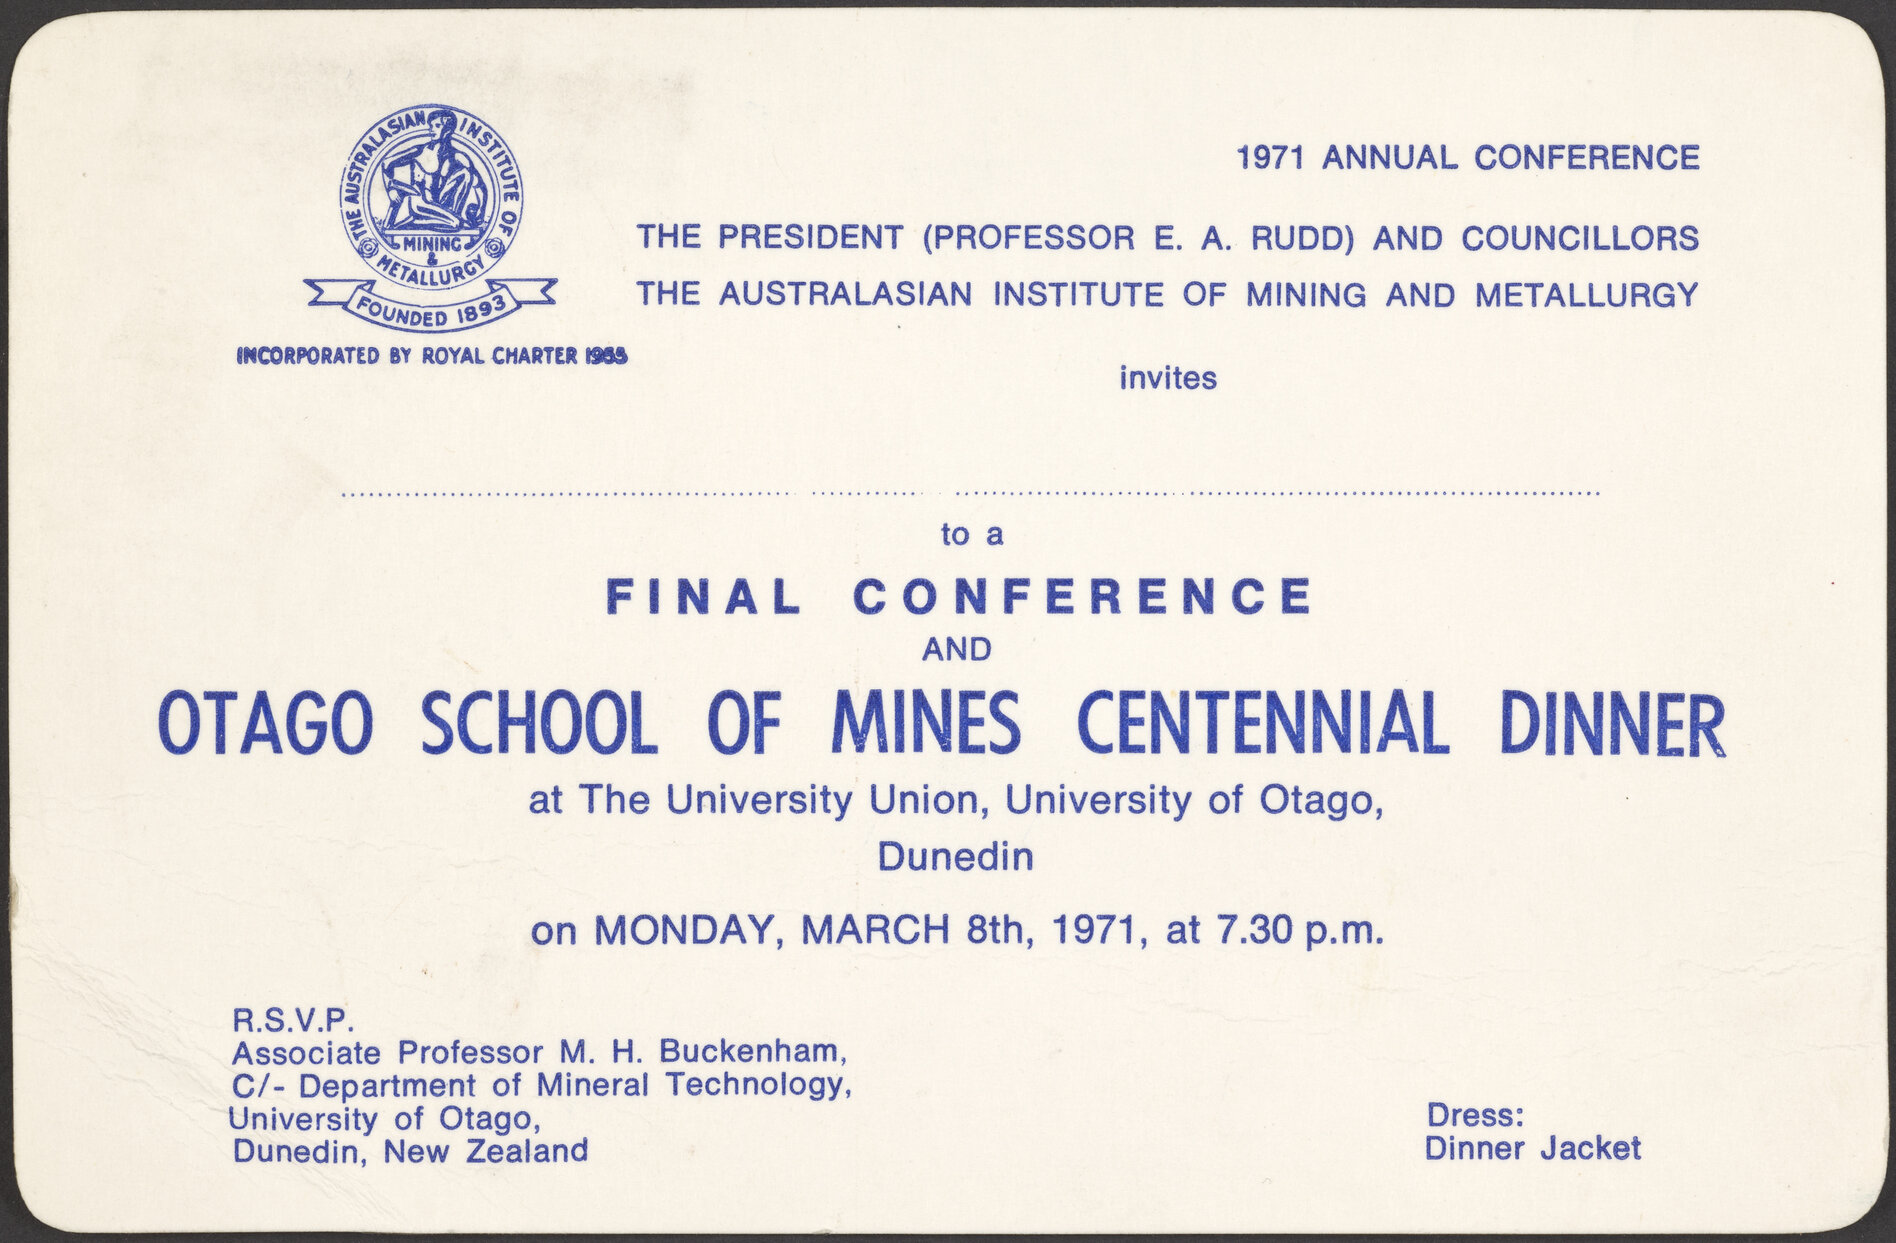 THE AUSTRALASIAN INSTITUTE OF
MINING
&
METALLURGY
FOUNDED 1893
INCORPORATED BY ROYAL CHARTER 1955
1971 ANNUAL CONFERENCE
THE PRESIDENT (PROFESSOR E. A. RUDD) AND COUNCILLORS
THE AUSTRALASIAN INSTITUTE OF MINING AND METALLURGY
invites
to a
FINAL CONFERENCE
AND
OTAGO SCHOOL OF MINES CENTENNIAL DINNER
at The University Union, University of Otago,
Dunedin
on MONDAY, MARCH 8th, 1971, at 7.30 p.m.
R.S.V.P.
Associate Professor M. H. Buckenham,
C/- Department of Mineral Technology,
University of Otago,
Dunedin, New Zealand
Dress:
Dinner Jacket